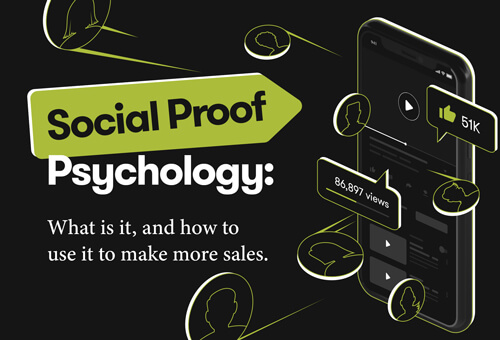 Social Proof
Psychology:
What is it, and how to
use it to make more sales.
51K
86,897 views